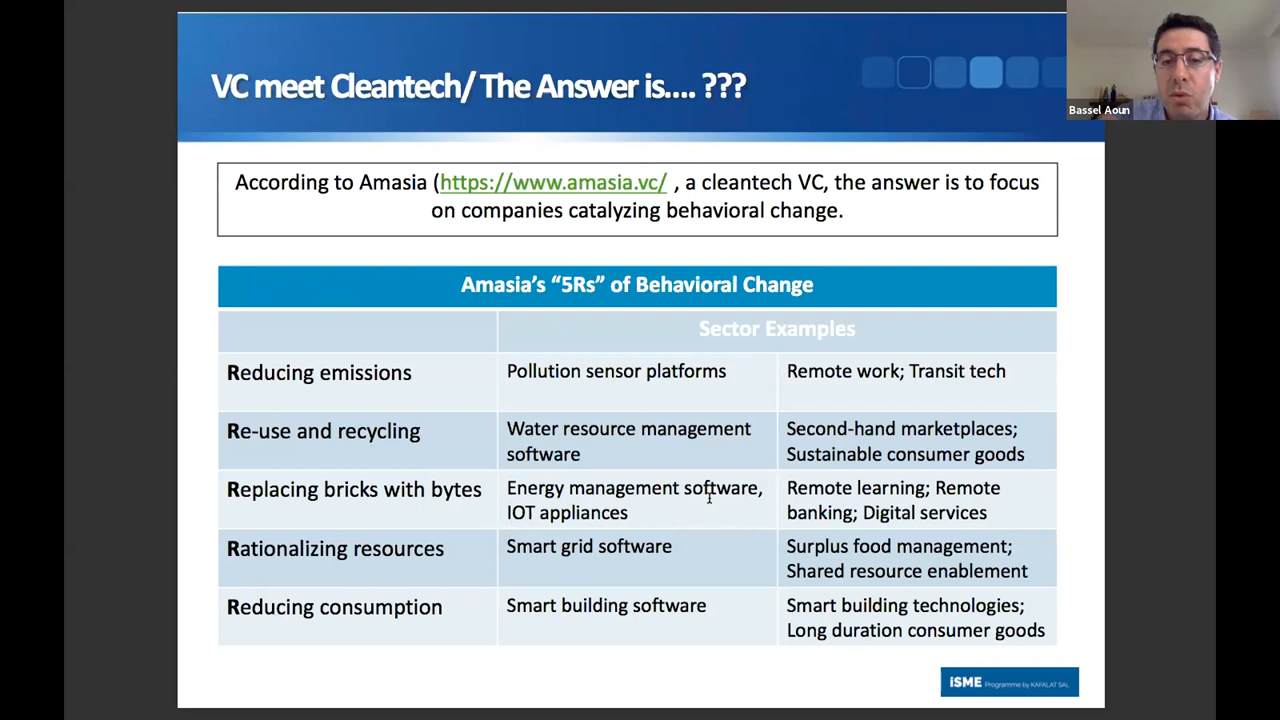 VC meet Cleantech/ The Answer is.... ???
Bassel Aoun
According to Amasia (https://www.amasia.vc/ , a cleantech VC, the answer is to focus
on companies catalyzing behavioral change.
Amasia's "5Rs" of Behavioral Change
Sector Examples
Reducing emissions
Pollution sensor platforms
Remote work; Transit tech
Re-use and recycling
Water resource management
software
Second-hand marketplaces;
Sustainable consumer goods
Replacing bricks with bytes
Energy management software,
IOT appliances
Remote learning; Remote
banking; Digital services
Rationalizing resources
Smart grid software
Surplus food management;
Shared resource enablement
Reducing consumption
Smart building software
Smart building technologies;
Long duration consumer goods
iSME Programme by KAFALAT SAL